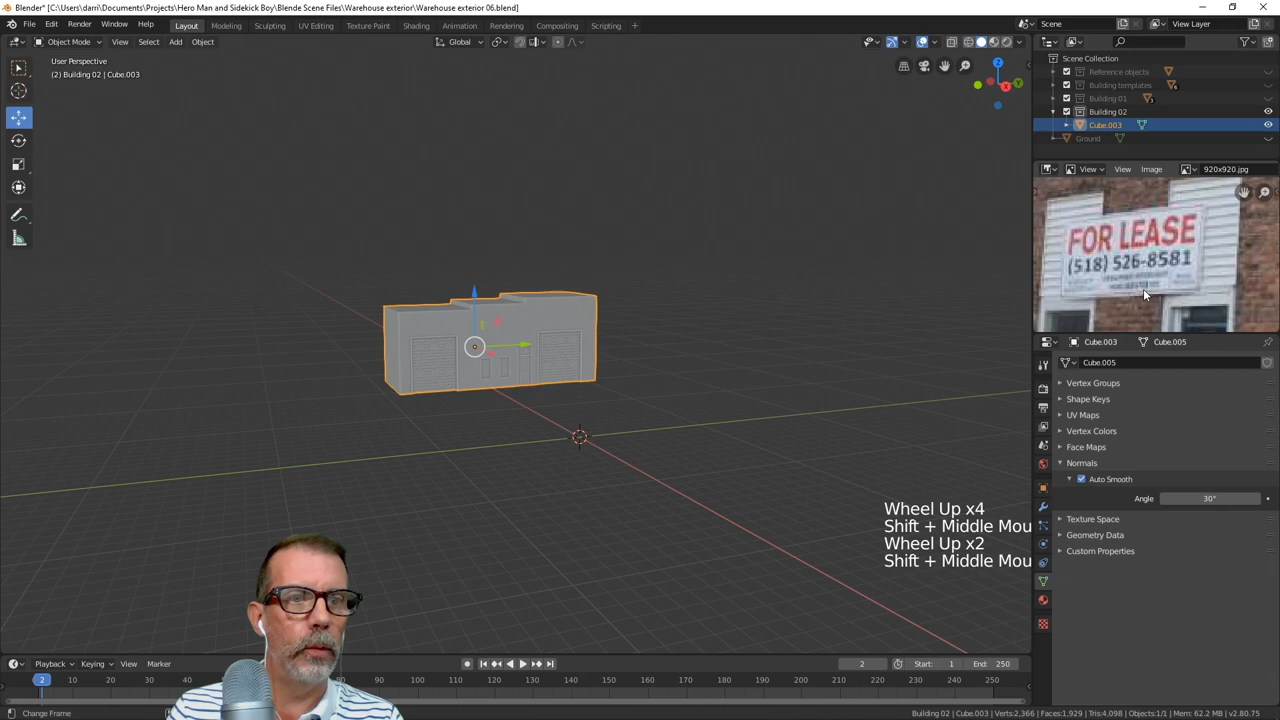 Blender* [C:\Users\darri\Documents\Projects\Hero Man and Sidekick Boy\Blende Scene Files\Warehouse exterior\Warehouse exterior 06.blend]
File Edit Render Window Help Layout Modeling Sculpting UV Editing Texture Paint Shading Animation Rendering Compositing Scripting + Scene View Layer
Object Mode View Select Add Object Global
User Perspective
(2) Building 02 | Cube.003
Z
X
Y
Scene Collection
Reference objects
Building templates 6
Building 01 3
Building 02
Cube.003
Ground
View View Image 920x920.jpg
FOR LEASE
(518) 526-8581
Cube.003 Cube.005
Cube.005
Vertex Groups
Shape Keys
UV Maps
Vertex Colors
Face Maps
Normals
Auto Smooth
Angle 30°
Texture Space
Geometry Data
Custom Properties
Wheel Up x4
Shift + Middle Mou
Wheel Up x2
Shift + Middle Mou
Playback Keying View Marker 2 Start: 1 End: 250
2 10 20 30 40 80 90 100 110 120 130 140 150 160 170 180 190 200 210 220 230 240 250
Change Frame Building 02 | Cube.003 | Verts:2,366 | Faces:1,929 | Tris:4,098 | Objects:1/1 | Mem: 62.2 MB | v2.80.75